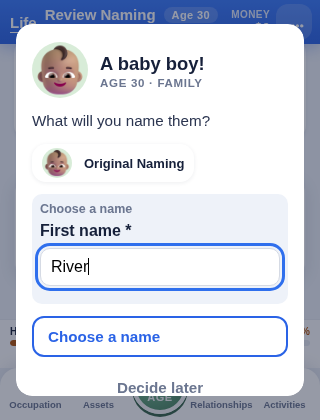 Life
Review Naming
Age 30
MONEY
A baby boy!
AGE 30 · FAMILY
What will you name them?
Original Naming
Choose a name
First name *
River
Choose a name
Decide later
AGE
Occupation
Assets
Relationships
Activities